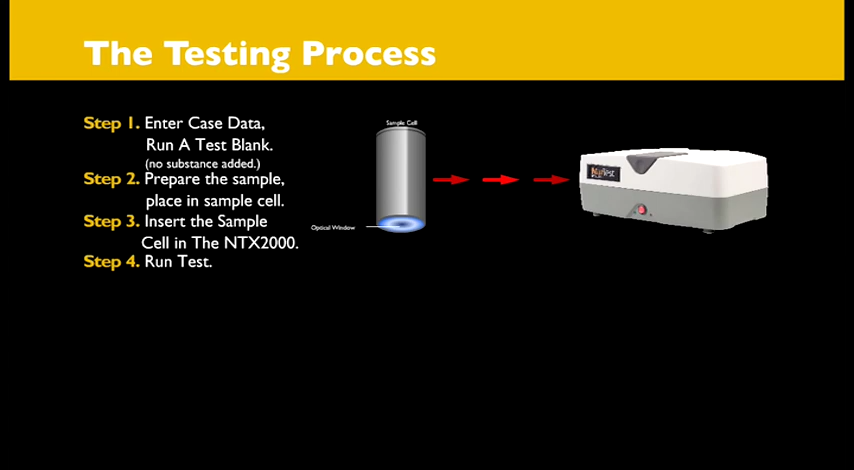 The Testing Process
Step 1. Enter Case Data,
Run A Test Blank.
(no substance added.)
Step 2. Prepare the sample,
place in sample cell.
Step 3. Insert the Sample
Cell in The NTX2000.
Step 4. Run Test.
Sample Cell
Optical Window